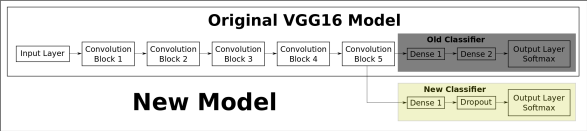 Original VGG16 Model
Old Classifier
Input Layer
Convolution
Block 1
Convolution
Block 2
Convolution
Block 3
Convolution
Block 4
Convolution
Block 5
Dense 1
Dense 2
Output Layer
Softmax
New Model
New Classifier
Dense 1
Dropout
Output Layer
Softmax